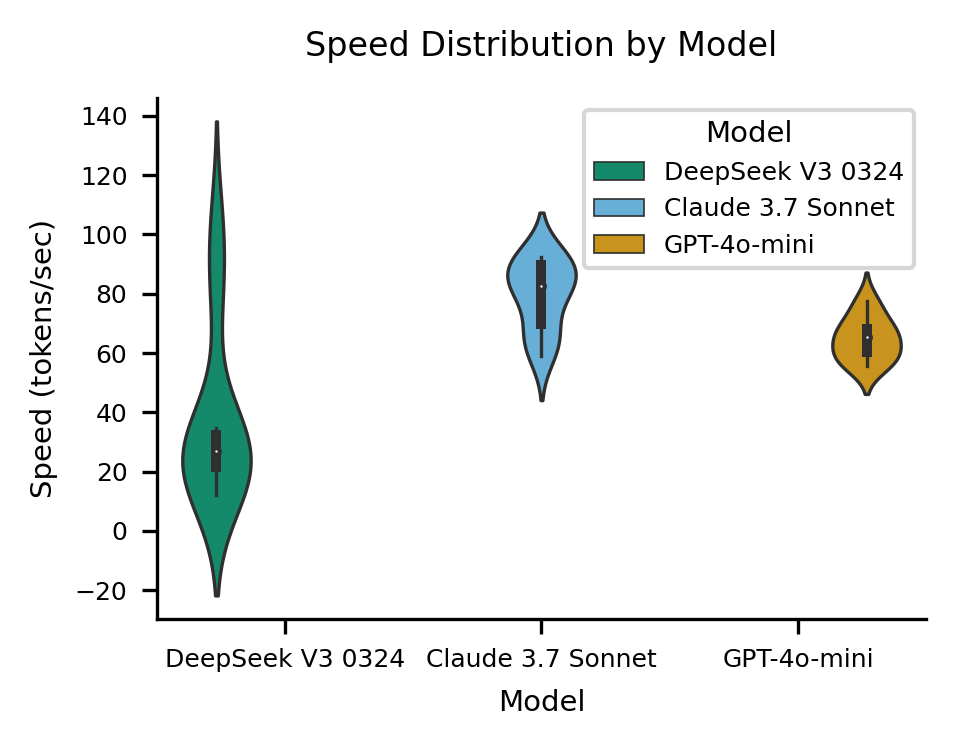 Speed Distribution by Model
Speed (tokens/sec)
140
120
100
80
60
40
20
0
−20
Model
DeepSeek V3 0324
Claude 3.7 Sonnet
GPT-4o-mini
DeepSeek V3 0324
Claude 3.7 Sonnet
GPT-4o-mini
Model